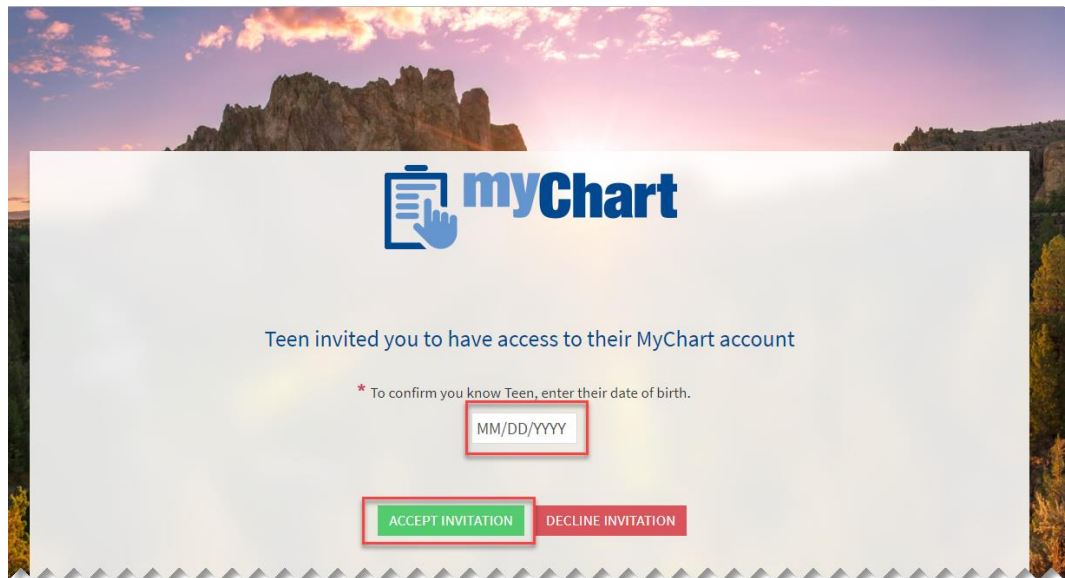 myChart
Teen invited you to have access to their MyChart account
* To confirm you know Teen, enter their date of birth.
MM/DD/YYYY
ACCEPT INVITATION DECLINE INVITATION